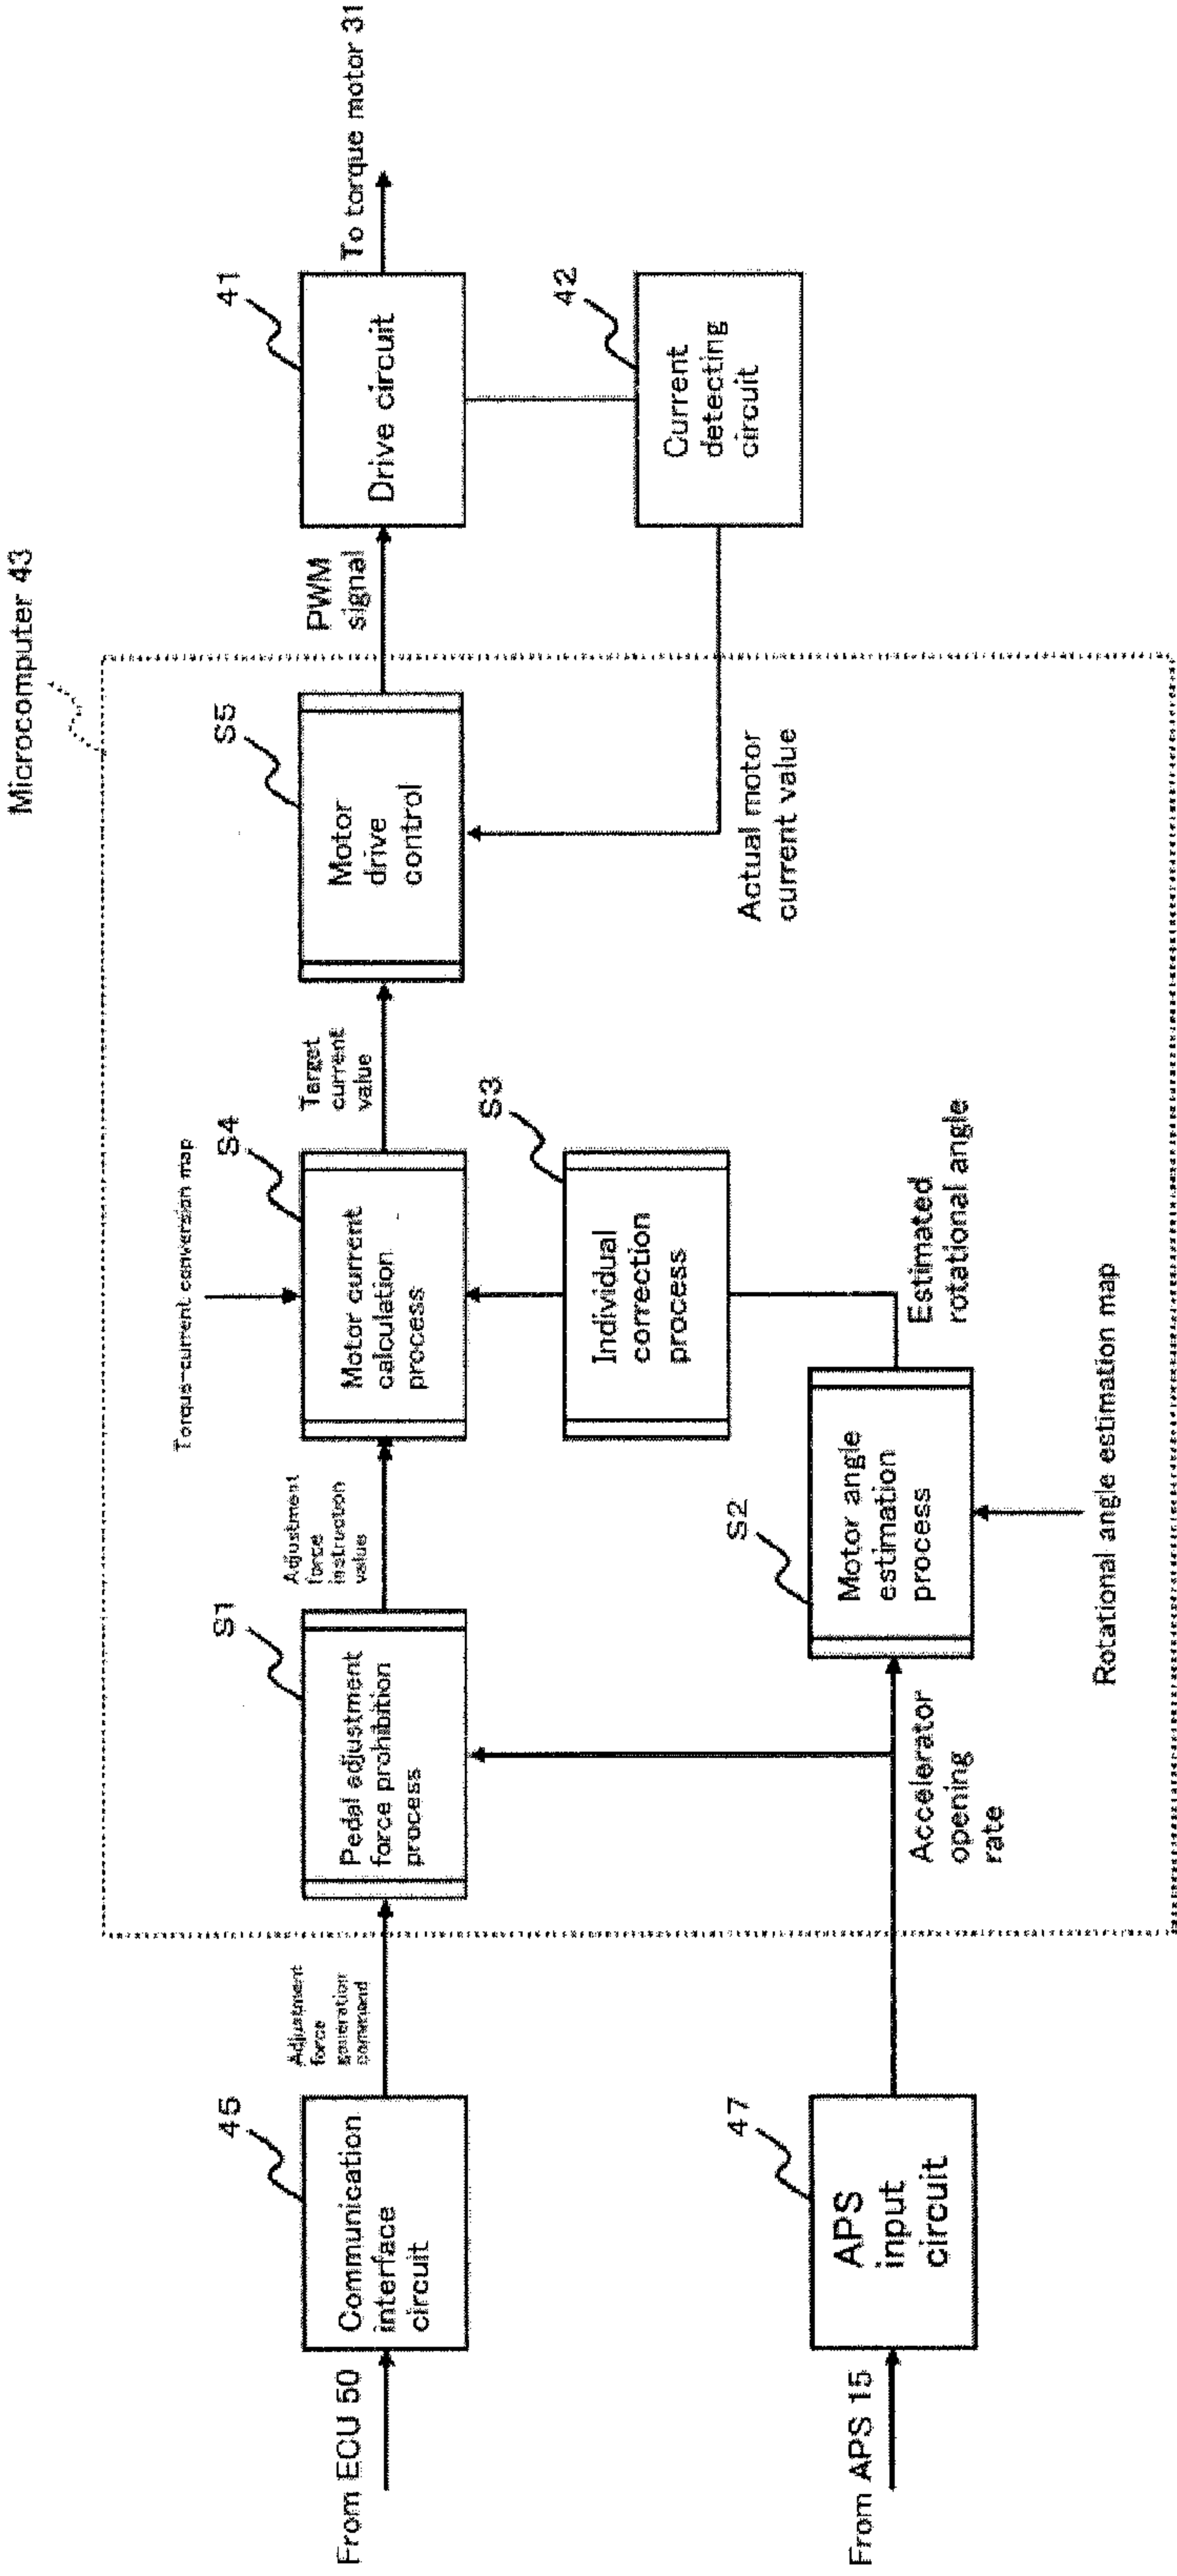 Microcomputer 43
From ECU 50
45
Communication
interface
circuit
Adjustment
force
generation
command
S1
Pedal adjustment
force prohibition
process
Adjustment
force
instruction
value
Torque-current conversion map
S4
Motor current
calculation
process
Target
current
value
S5
Motor
drive
control
PWM
signal
41
Drive circuit
To torque motor 31
42
Current
detecting
circuit
Actual motor
current value
S3
Individual
correction
process
Estimated
rotational angle
S2
Motor angle
estimation
process
Rotational angle estimation map
Accelerator
opening
rate
47
APS
input
circuit
From APS 15